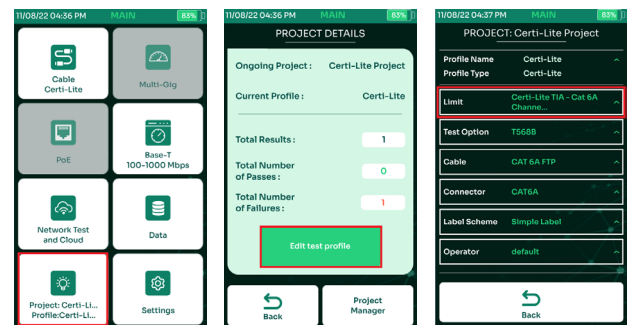 11/08/22 04:36 PM MAIN 83%
Cable
Certi-Lite
Multi-Gig
PoE
Base-T
100-1000 Mbps
Network Test
and Cloud
Data
Project: Certi-Li...
Profile:Certi-Li...
Settings
11/08/22 04:36 PM MAIN 83%
PROJECT DETAILS
Ongoing Project : Certi-Lite Project
Current Profile : Certi-Lite
Total Results : 1
Total Number
of Passes : 0
Total Number
of Failures : 1
Edit test profile
Back
Project
Manager
11/08/22 04:37 PM MAIN 83%
PROJECT: Certi-Lite Project
Profile Name Certi-Lite
Profile Type Certi-Lite
Limit Certi-Lite TIA - Cat 6A
Channe...
Test Option T568B
Cable CAT 6A FTP
Connector CAT6A
Label Scheme Simple Label
Operator default
Back